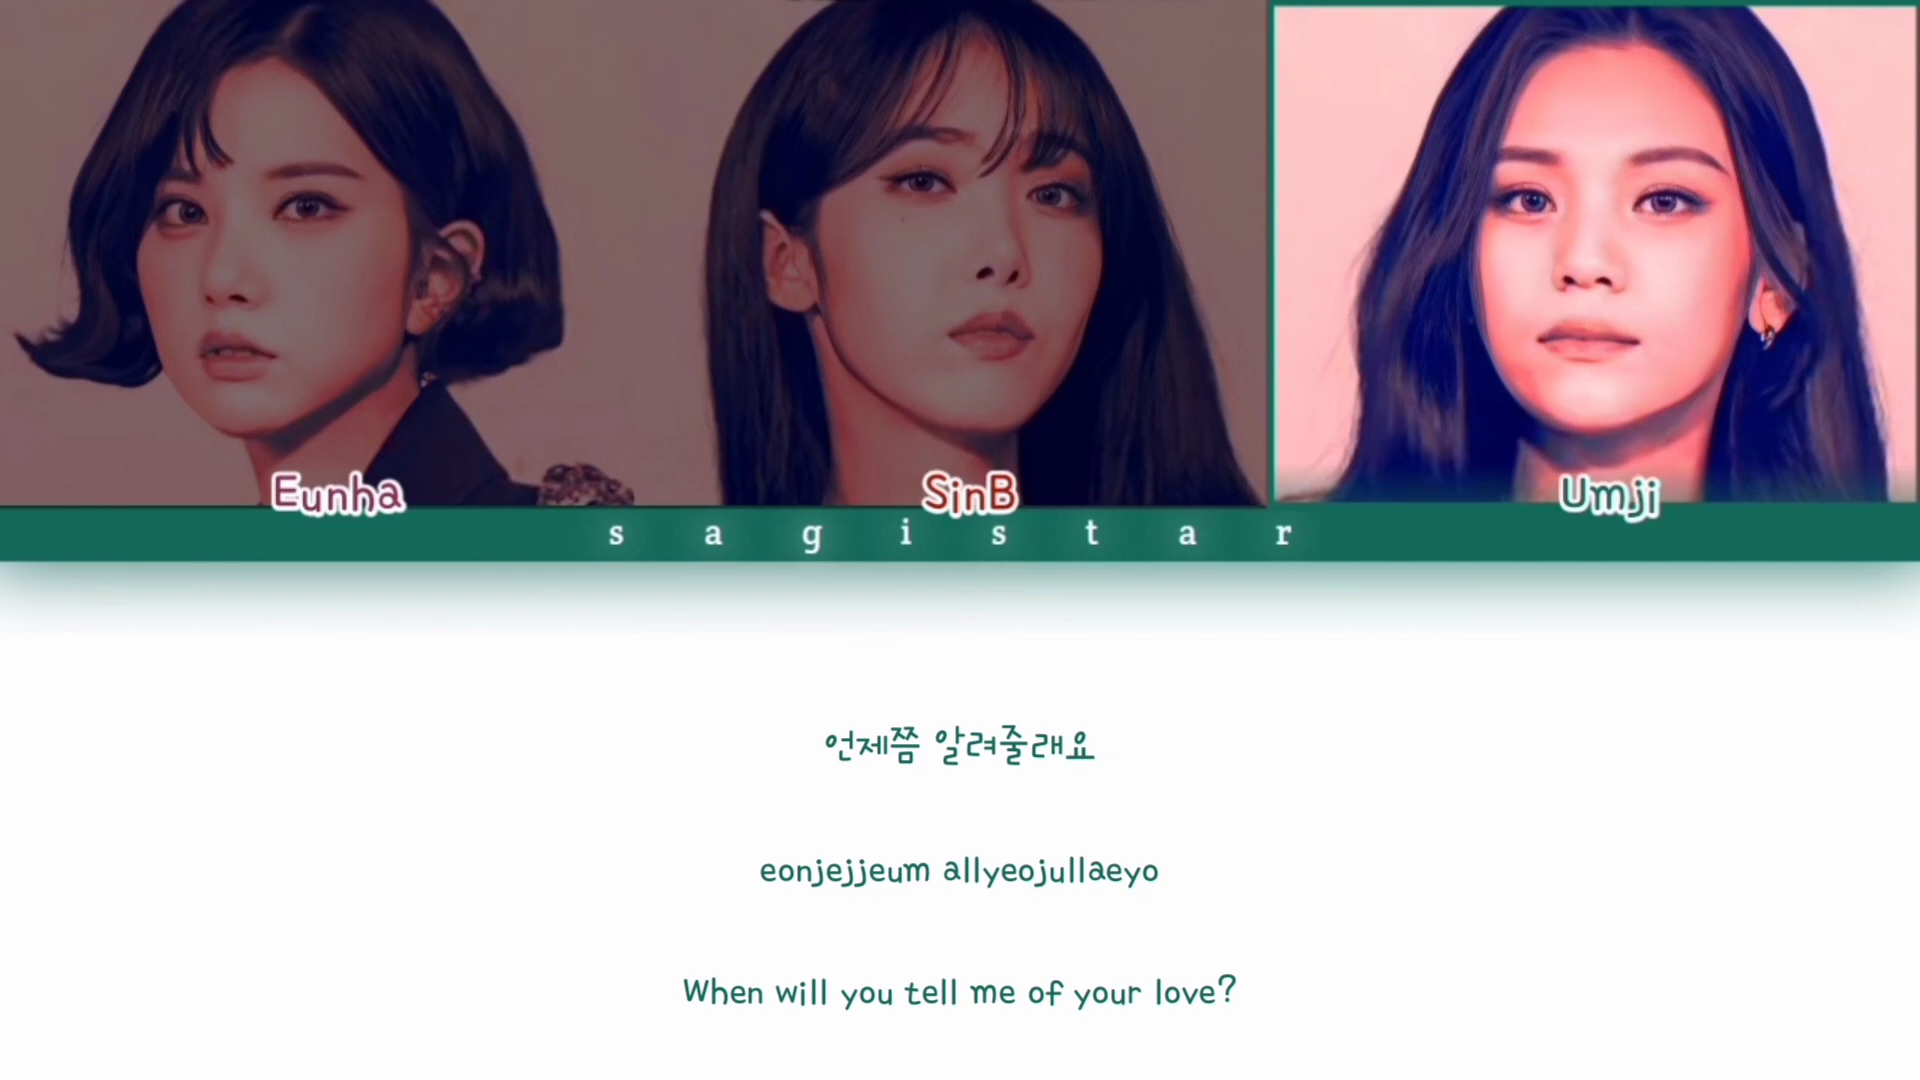 Eunha SinB Umji
s a g i s t a r
언제쯤 알려줄래요
eonjejjeum allyeojullaeyo
When will you tell me of your love?